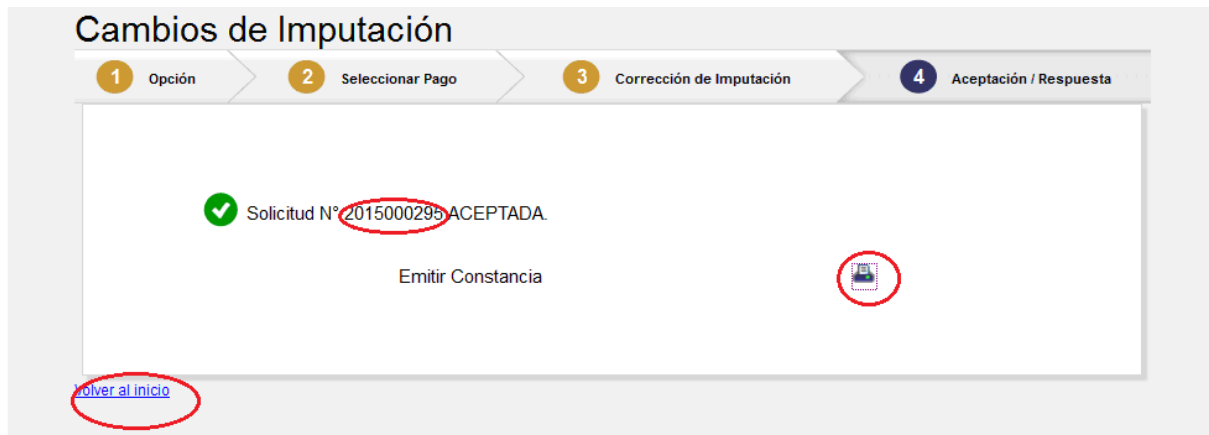 Cambios de Imputación
1 Opción 2 Seleccionar Pago 3 Corrección de Imputación 4 Aceptación / Respuesta
Solicitud N° 2015000295 ACEPTADA.
Emitir Constancia
Volver al inicio